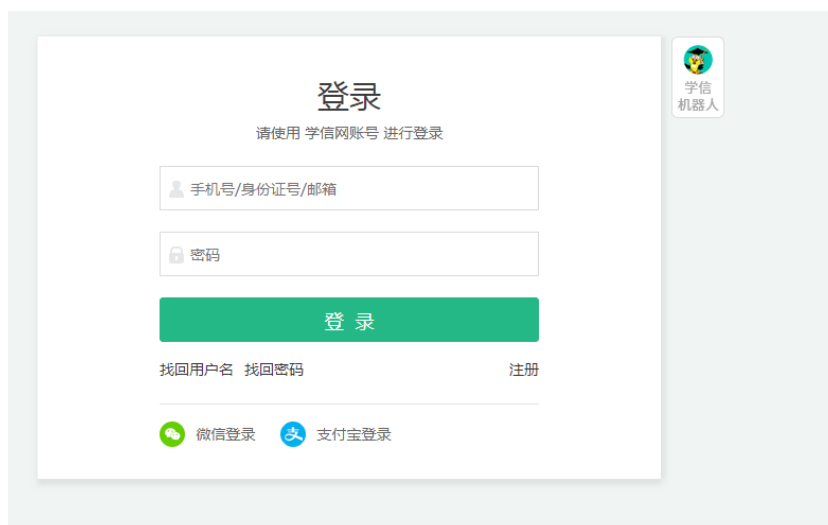 登录
请使用 学信网账号 进行登录
手机号/身份证号/邮箱
密码
登 录
找回用户名 找回密码 注册
微信登录 支付宝登录
学信
机器人